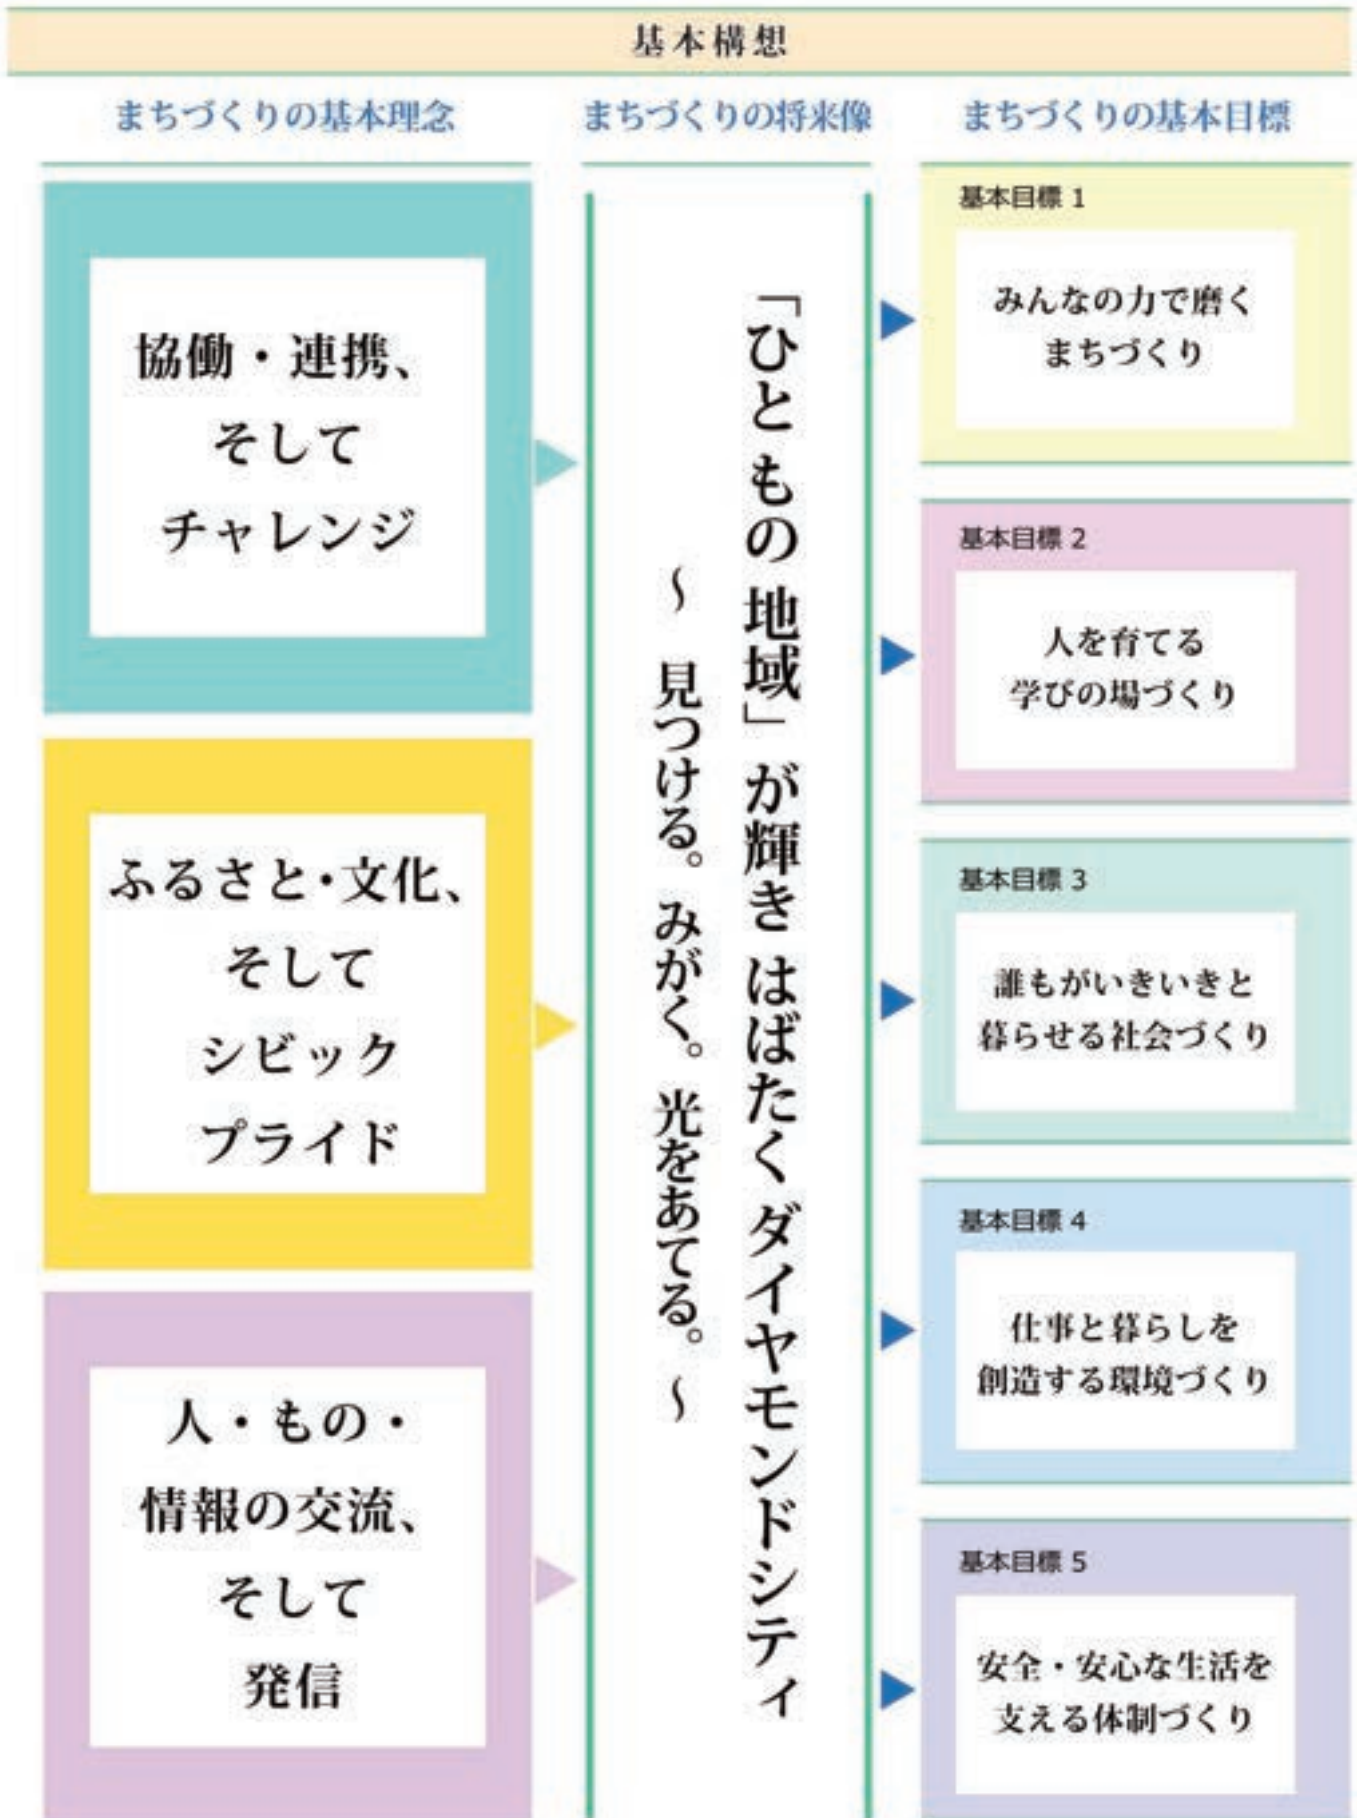 基本構想
まちづくりの基本理念
協働・連携、
そして
チャレンジ
ふるさと・文化、
そして
シビック
プライド
人・もの・
情報の交流、
そして
発信
まちづくりの将来像
「ひと もの 地域」が輝き はばたく ダイヤモンドシティ
～ 見つける。みがく。光をあてる。～
まちづくりの基本目標
基本目標 1
みんなの力で磨く
まちづくり
基本目標 2
人を育てる
学びの場づくり
基本目標 3
誰もがいきいきと
暮らせる社会づくり
基本目標 4
仕事と暮らしを
創造する環境づくり
基本目標 5
安全・安心な生活を
支える体制づくり